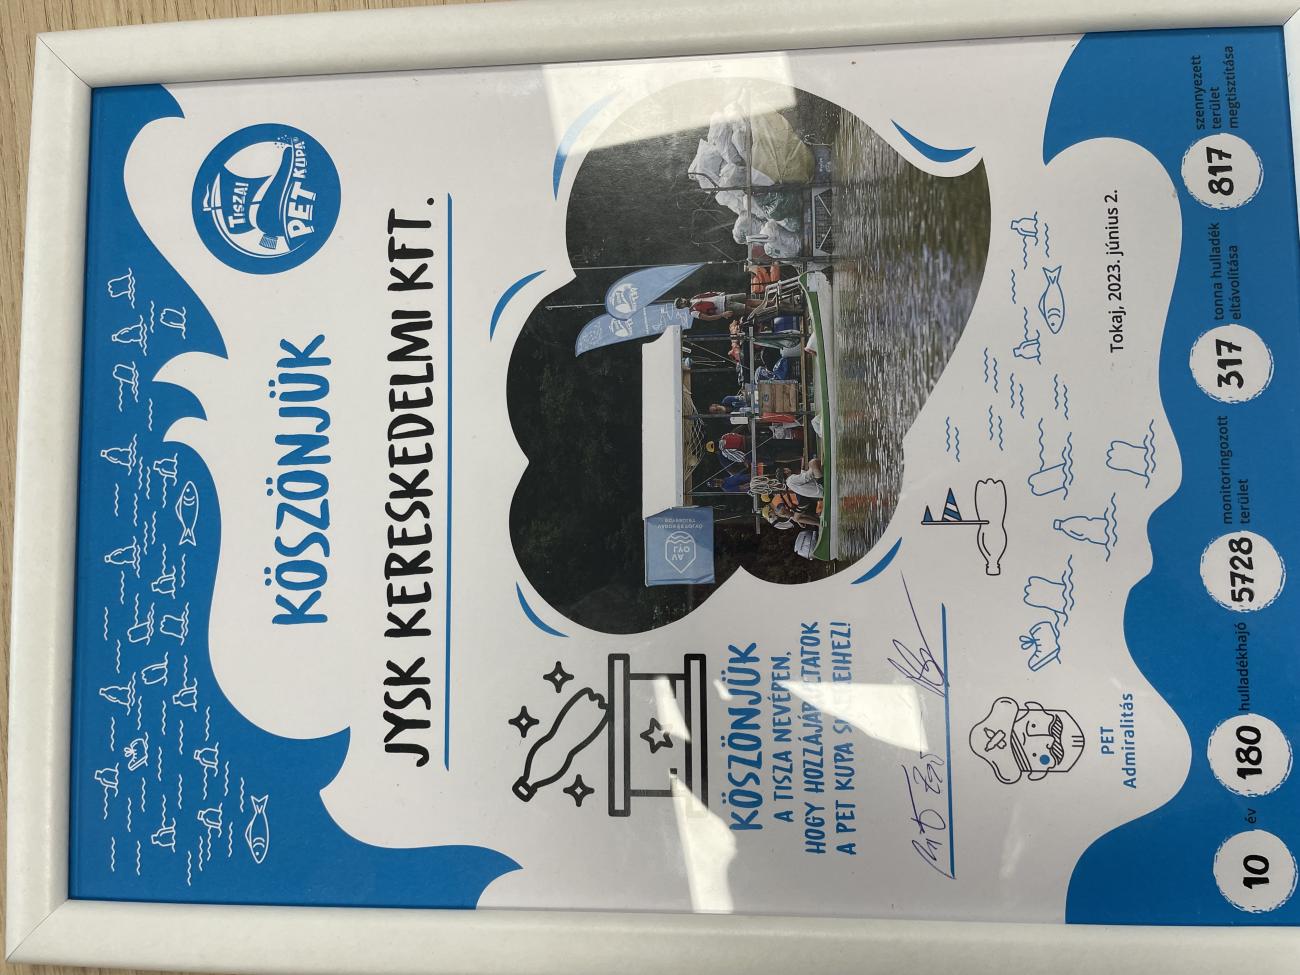 TISZAI
PET KUPA®
KÖSZÖNJÜK
JYSK KERESKEDELMI KFT.
KÖSZÖNJÜK
A TISZA NEVÉBEN,
HOGY HOZZÁJÁRULTATOK
A PET KUPA SIKEREIHEZ!
PET
Admiralitás
Tokaj, 2023. június 2.
10 év
180 hulladékhajó
5728 monitoringozott
terület
317 tonna hulladék
eltávolítása
817 szennyezett
terület
megtisztítása